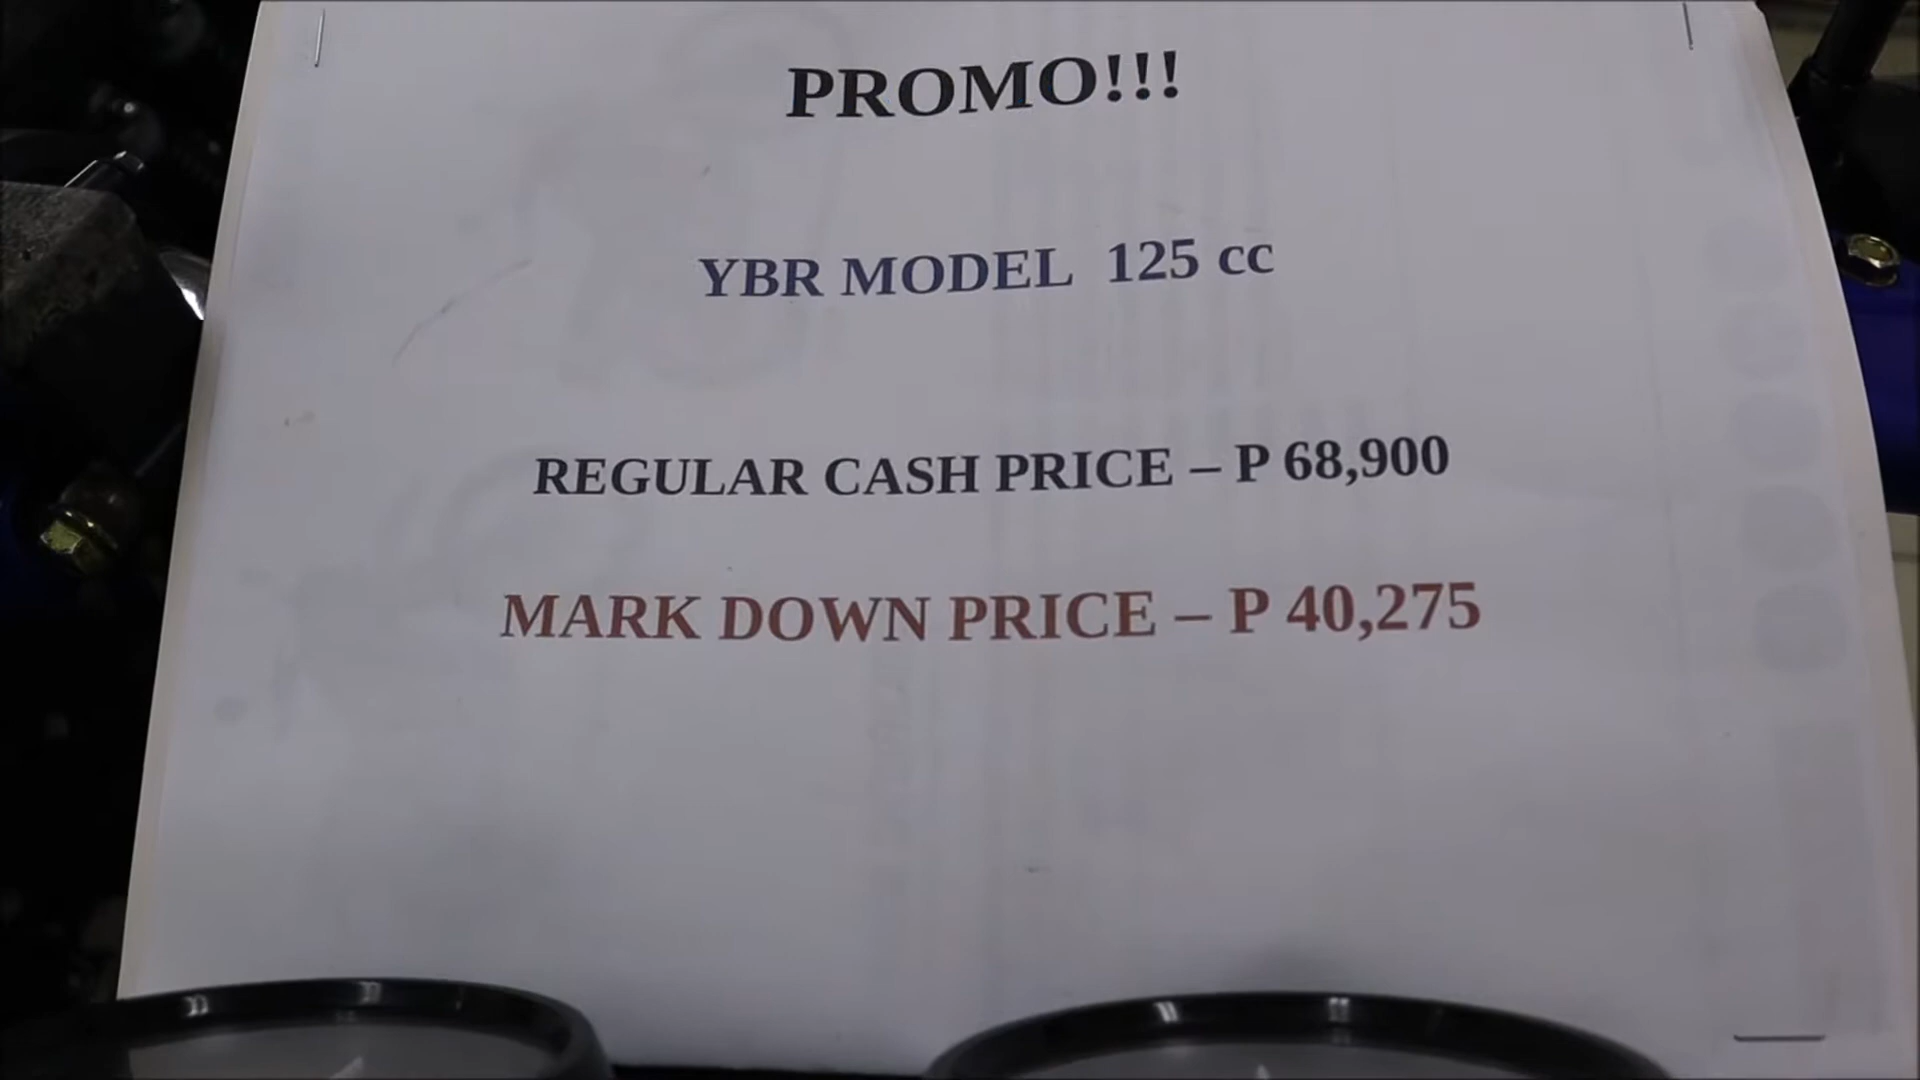 PROMO!!!
YBR MODEL 125 cc
REGULAR CASH PRICE – P 68,900
MARK DOWN PRICE – P 40,275